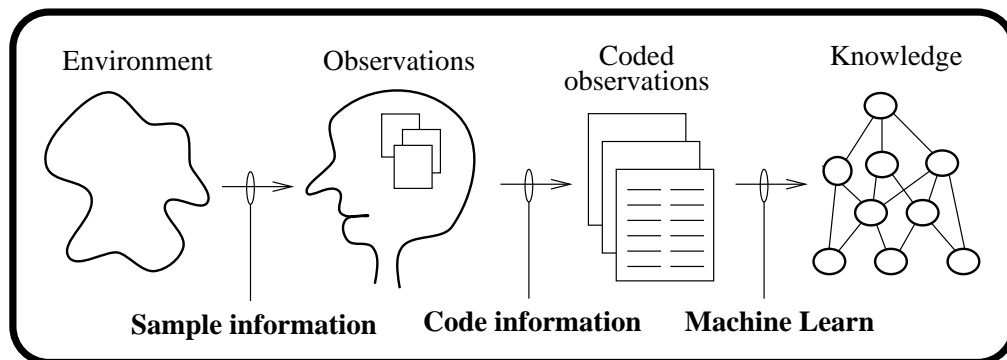 Environment
Observations
Coded
observations
Knowledge
Sample information
Code information
Machine Learn